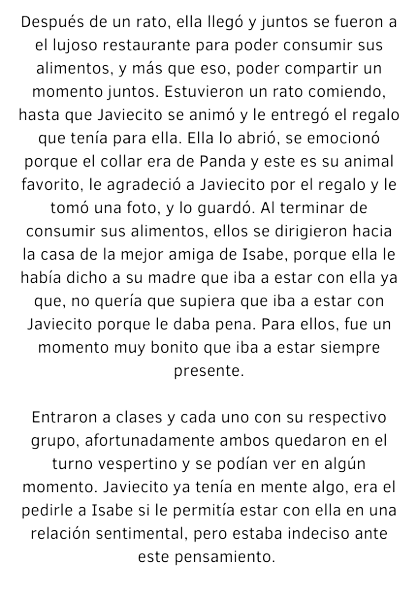 Después de un rato, ella llegó y juntos se fueron a
el lujoso restaurante para poder consumir sus
alimentos, y más que eso, poder compartir un
momento juntos. Estuvieron un rato comiendo,
hasta que Javiecito se animó y le entregó el regalo
que tenía para ella. Ella lo abrió, se emocionó
porque el collar era de Panda y este es su animal
favorito, le agradeció a Javiecito por el regalo y le
tomó una foto, y lo guardó. Al terminar de
consumir sus alimentos, ellos se dirigieron hacia
la casa de la mejor amiga de Isabe, porque ella le
había dicho a su madre que iba a estar con ella ya
que, no quería que supiera que iba a estar con
Javiecito porque le daba pena. Para ellos, fue un
momento muy bonito que iba a estar siempre
presente.

Entraron a clases y cada uno con su respectivo
grupo, afortunadamente ambos quedaron en el
turno vespertino y se podían ver en algún
momento. Javiecito ya tenía en mente algo, era el
pedirle a Isabe si le permitía estar con ella en una
relación sentimental, pero estaba indeciso ante
este pensamiento.